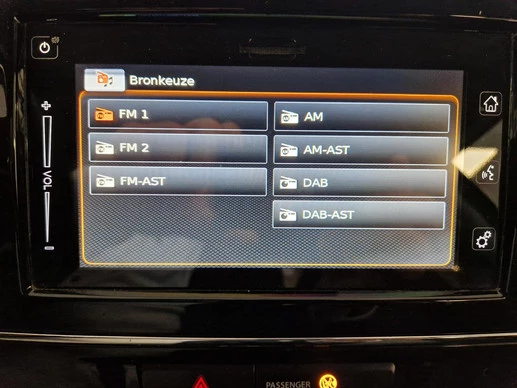 Bronkeuze
FM 1
AM
FM 2
AM-AST
FM-AST
DAB
DAB-AST
+
VOL
-
PASSENGER